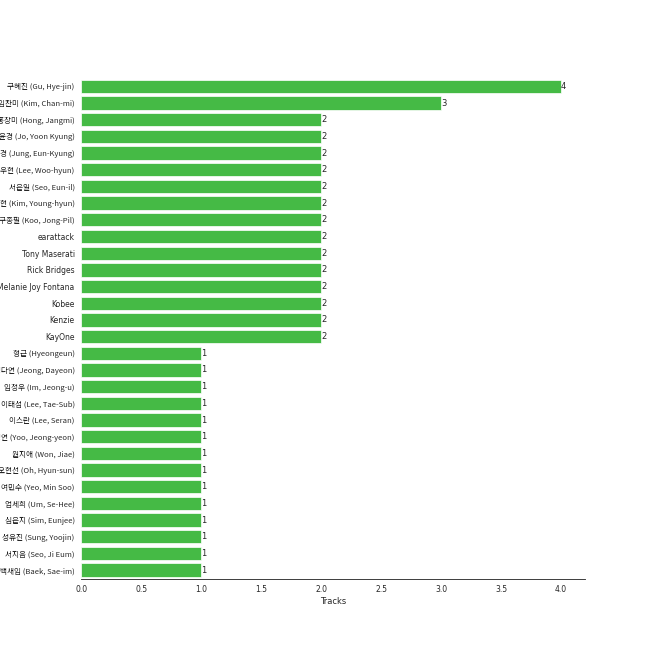 구혜진 (Gu, Hye-jin)
4
김찬미 (Kim, Chan-mi)
3
홍장미 (Hong, Jangmi)
2
윤경 (Jo, Yoon Kyung)
2
경 (Jung, Eun-Kyung)
2
우현 (Lee, Woo-hyun)
2
서은일 (Seo, Eun-il)
2
현 (Kim, Young-hyun)
2
구종필 (Koo, Jong-Pil)
2
earattack
2
Tony Maserati
2
Rick Bridges
2
Melanie Joy Fontana
2
Kobee
2
Kenzie
2
KayOne
2
형근 (Hyeongeun)
1
다연 (Jeong, Dayeon)
1
임정우 (Im, Jeong-u)
1
이태섭 (Lee, Tae-Sub)
1
이스란 (Lee, Seran)
1
연 (Yoo, Jeong-yeon)
1
원지애 (Won, Jiae)
1
오현선 (Oh, Hyun-sun)
1
여민수 (Yeo, Min Soo)
1
엄세희 (Um, Se-Hee)
1
심은지 (Sim, Eunjee)
1
성유진 (Sung, Yoojin)
1
서지음 (Seo, Ji Eum)
1
백새임 (Baek, Sae-im)
1
0.0 0.5 1.0 1.5 2.0 2.5 3.0 3.5 4.0
Tracks